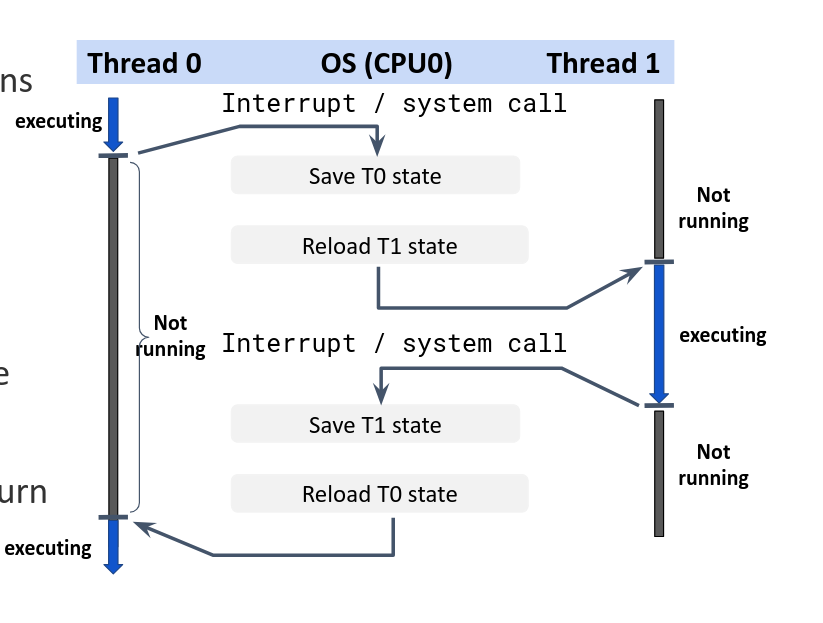 Thread 0 OS (CPU0) Thread 1
ns
Interrupt / system call
executing
Save T0 state
Not
running
Reload T1 state
Not
running
Interrupt / system call
executing
e
Save T1 state
Not
running
urn
Reload T0 state
executing